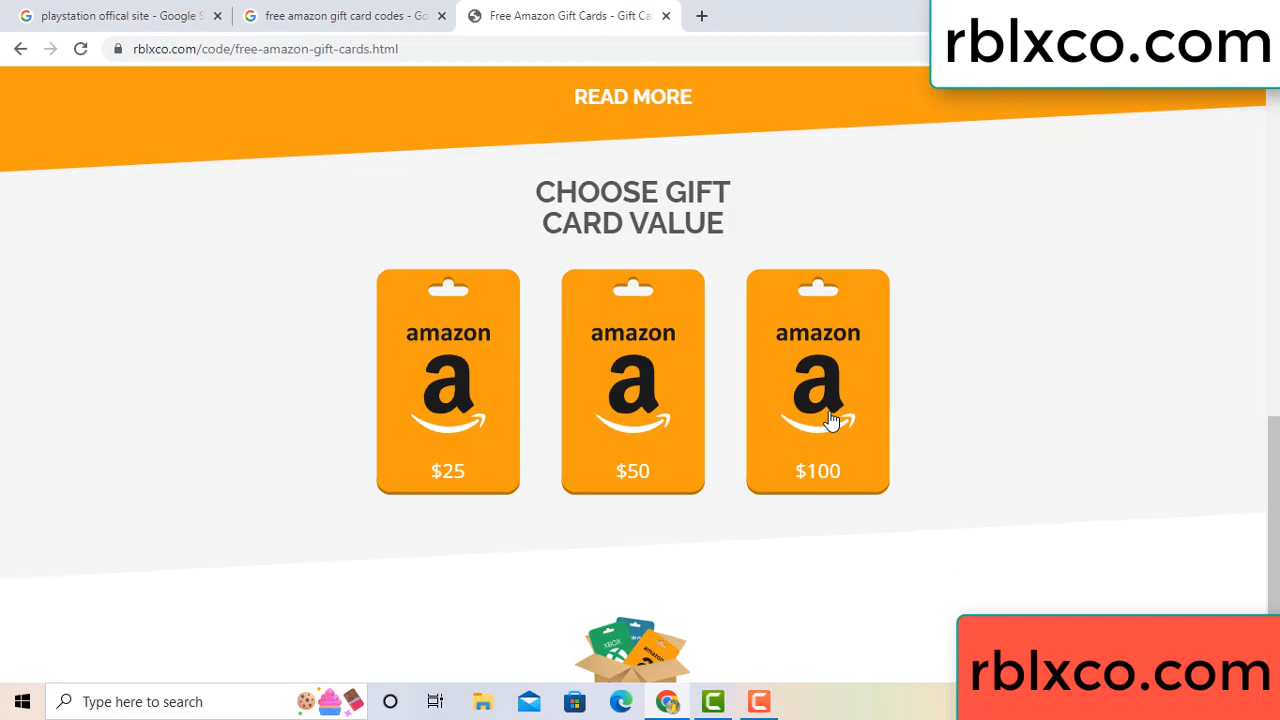 playstation offical site - Google S
free amazon gift card codes - Go
Free Amazon Gift Cards - Gift Ca
rblxco.com/code/free-amazon-gift-cards.html
rblxco.com
READ MORE
CHOOSE GIFT
CARD VALUE
amazon amazon amazon
a a a
$25 $50 $100
XBOX
rblxco.com
Type here to search